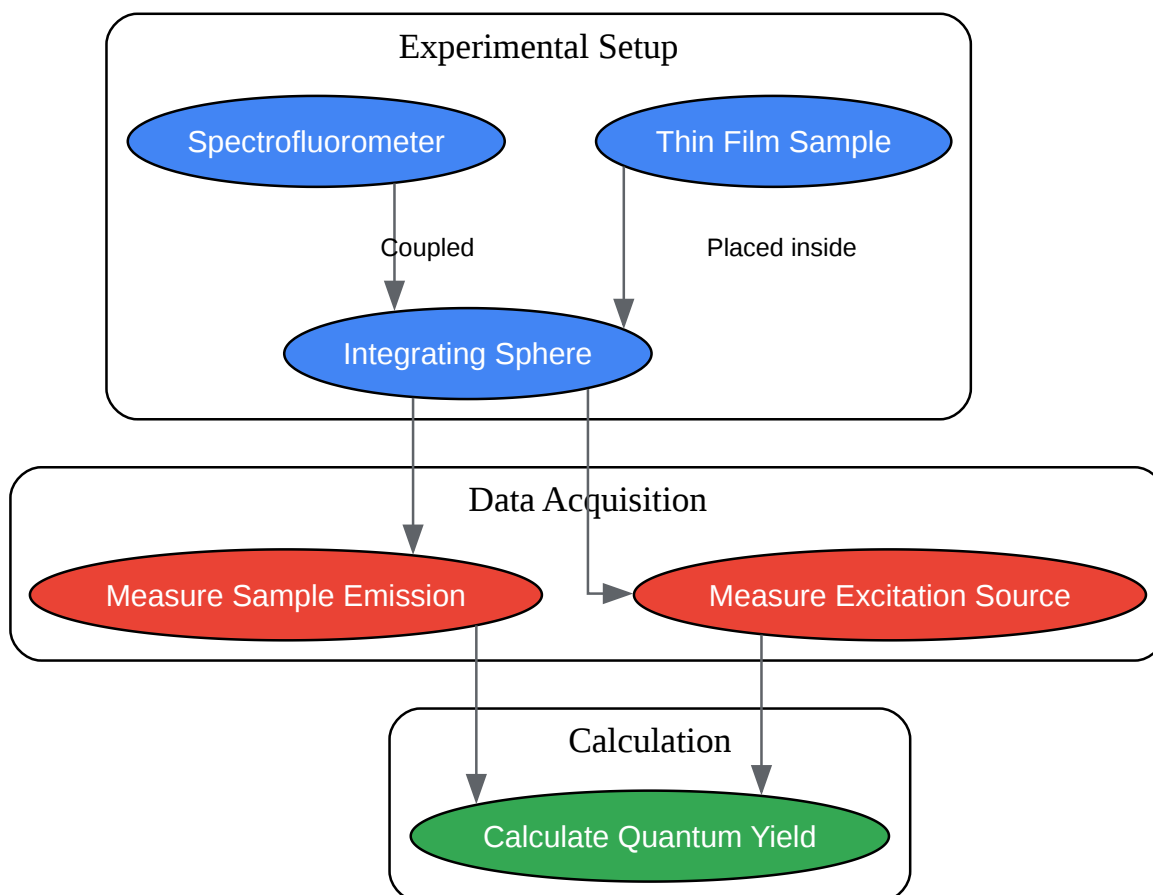 Experimental Setup
Spectrofluorometer
Thin Film Sample
Coupled
Placed inside
Integrating Sphere
Data Acquisition
Measure Sample Emission
Measure Excitation Source
Calculation
Calculate Quantum Yield